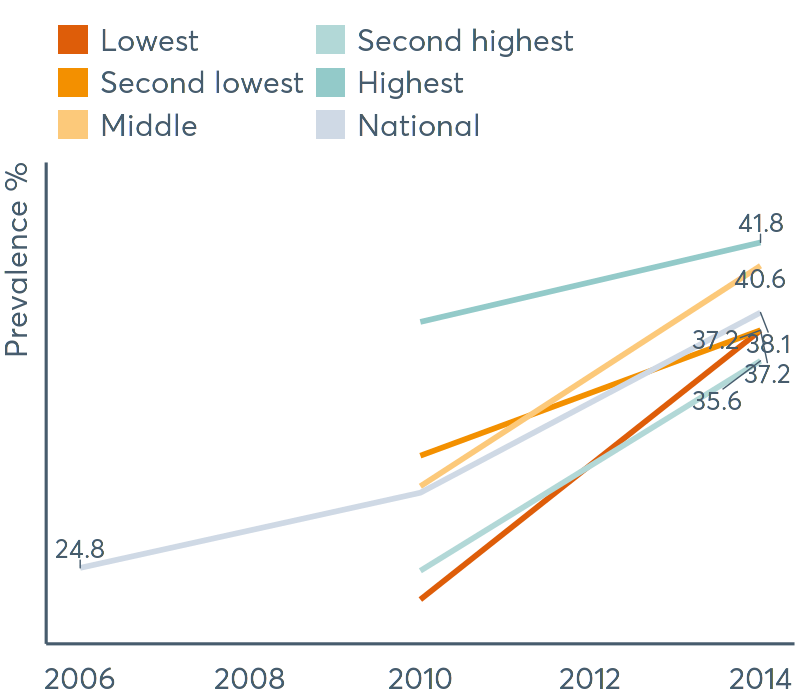 Lowest
Second lowest
Middle
Second highest
Highest
National
Prevalence %
41.8
40.6
37.2
38.1
37.2
35.6
24.8
2006 2008 2010 2012 2014